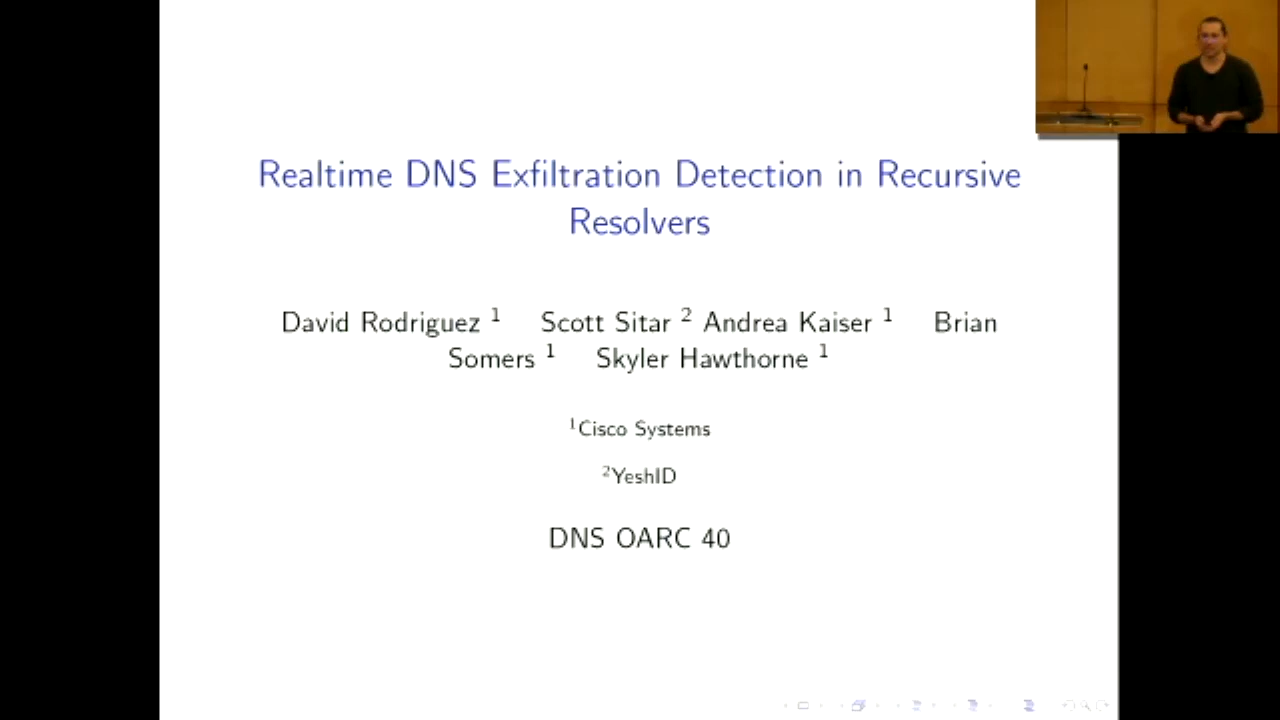 Realtime DNS Exfiltration Detection in Recursive
Resolvers
David Rodriguez ¹ Scott Sitar ² Andrea Kaiser ¹ Brian
Somers ¹ Skyler Hawthorne ¹
¹Cisco Systems
²YeshID
DNS OARC 40